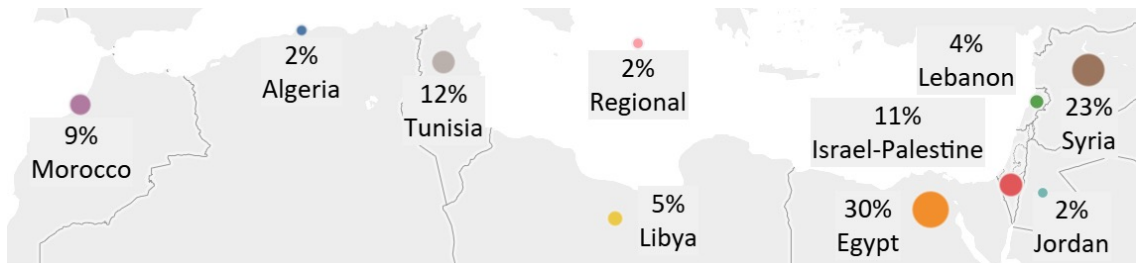 2%
Algeria
12%
Tunisia
2%
Regional
4%
Lebanon
9%
Morocco
11%
Israel-Palestine
23%
Syria
5%
Libya
30%
Egypt
2%
Jordan